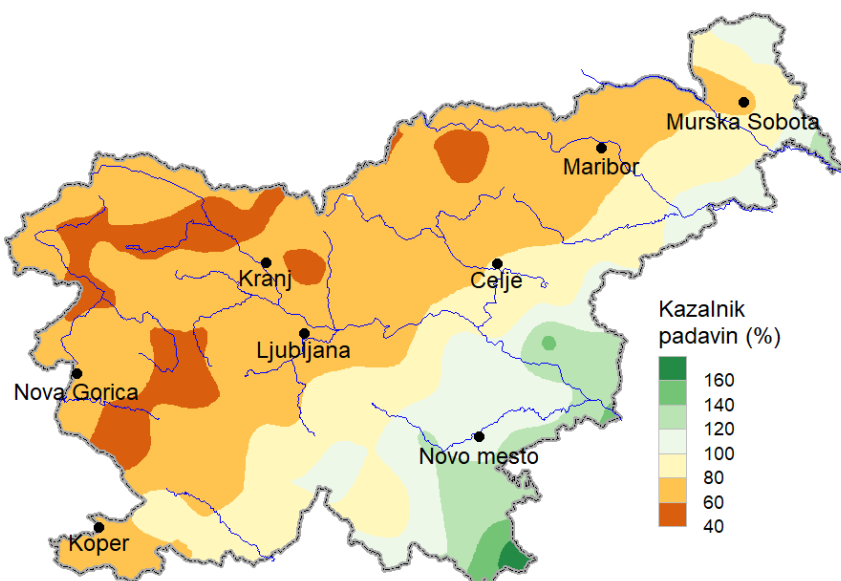 Murska Sobota
Maribor
Kranj
Celje
Ljubljana
Nova Gorica
Novo mesto
Koper
Kazalnik
padavin (%)
160
140
120
100
80
60
40